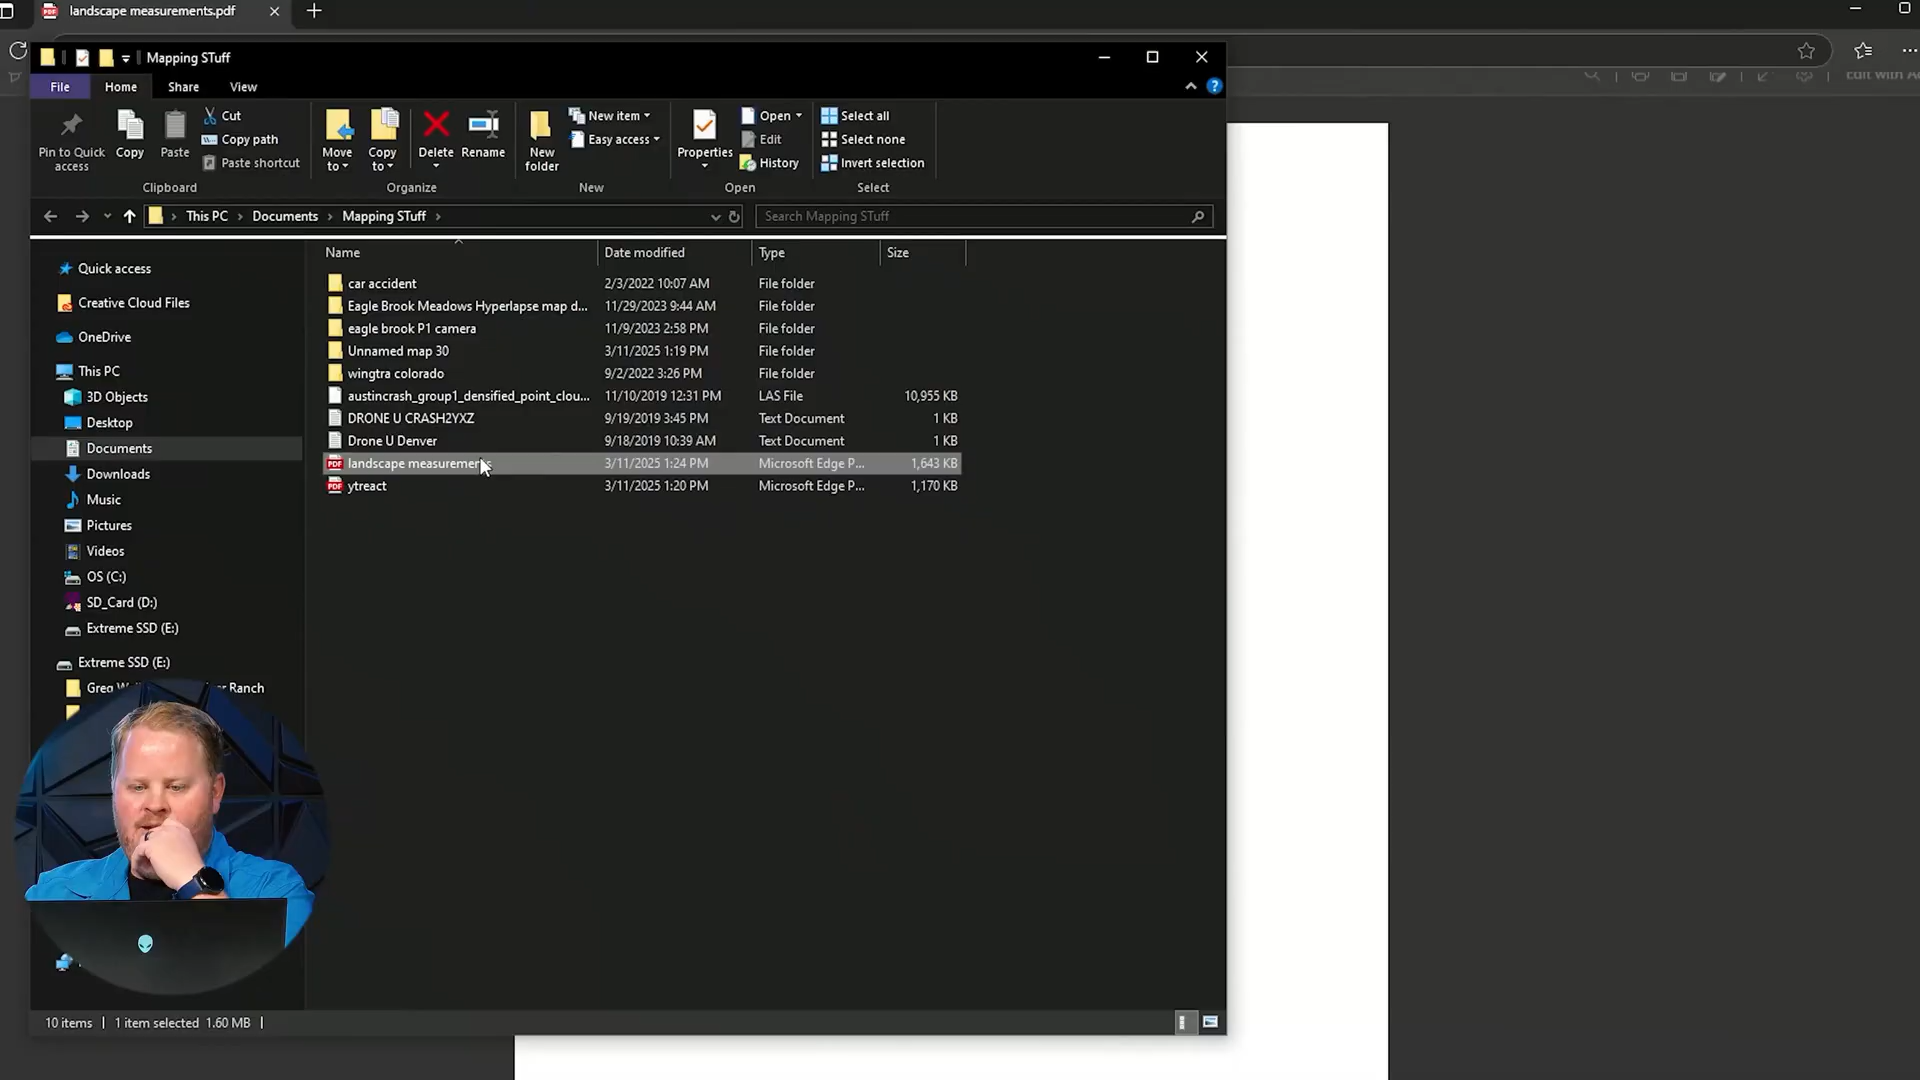 landscape measurements.pdf
Mapping STuff
File Home Share View
Pin to Quick access
Copy
Paste
Cut
Copy path
Paste shortcut
Clipboard
Move to
Copy to
Delete
Rename
Organize
New folder
New item
Easy access
New
Properties
Open
Edit
History
Open
Select all
Select none
Invert selection
Select
This PC > Documents > Mapping STuff >
Search Mapping STuff
Name Date modified Type Size
car accident 2/3/2022 10:07 AM File folder
Eagle Brook Meadows Hyperlapse map d... 11/29/2023 9:44 AM File folder
eagle brook P1 camera 11/9/2023 2:58 PM File folder
Unnamed map 30 3/11/2025 1:19 PM File folder
wingtra colorado 9/2/2022 3:26 PM File folder
austincrash_group1_densified_point_clou... 11/10/2019 12:31 PM LAS File 10,955 KB
DRONE U CRASH2YXZ 9/19/2019 3:45 PM Text Document 1 KB
Drone U Denver 9/18/2019 10:39 AM Text Document 1 KB
landscape measurements 3/11/2025 1:24 PM Microsoft Edge P... 1,643 KB
ytreact 3/11/2025 1:20 PM Microsoft Edge P... 1,170 KB
Quick access
Creative Cloud Files
OneDrive
This PC
3D Objects
Desktop
Documents
Downloads
Music
Pictures
Videos
OS (C:)
SD_Card (D:)
Extreme SSD (E:)
Extreme SSD (E:)
Greg Ranch
10 items | 1 item selected 1.60 MB |